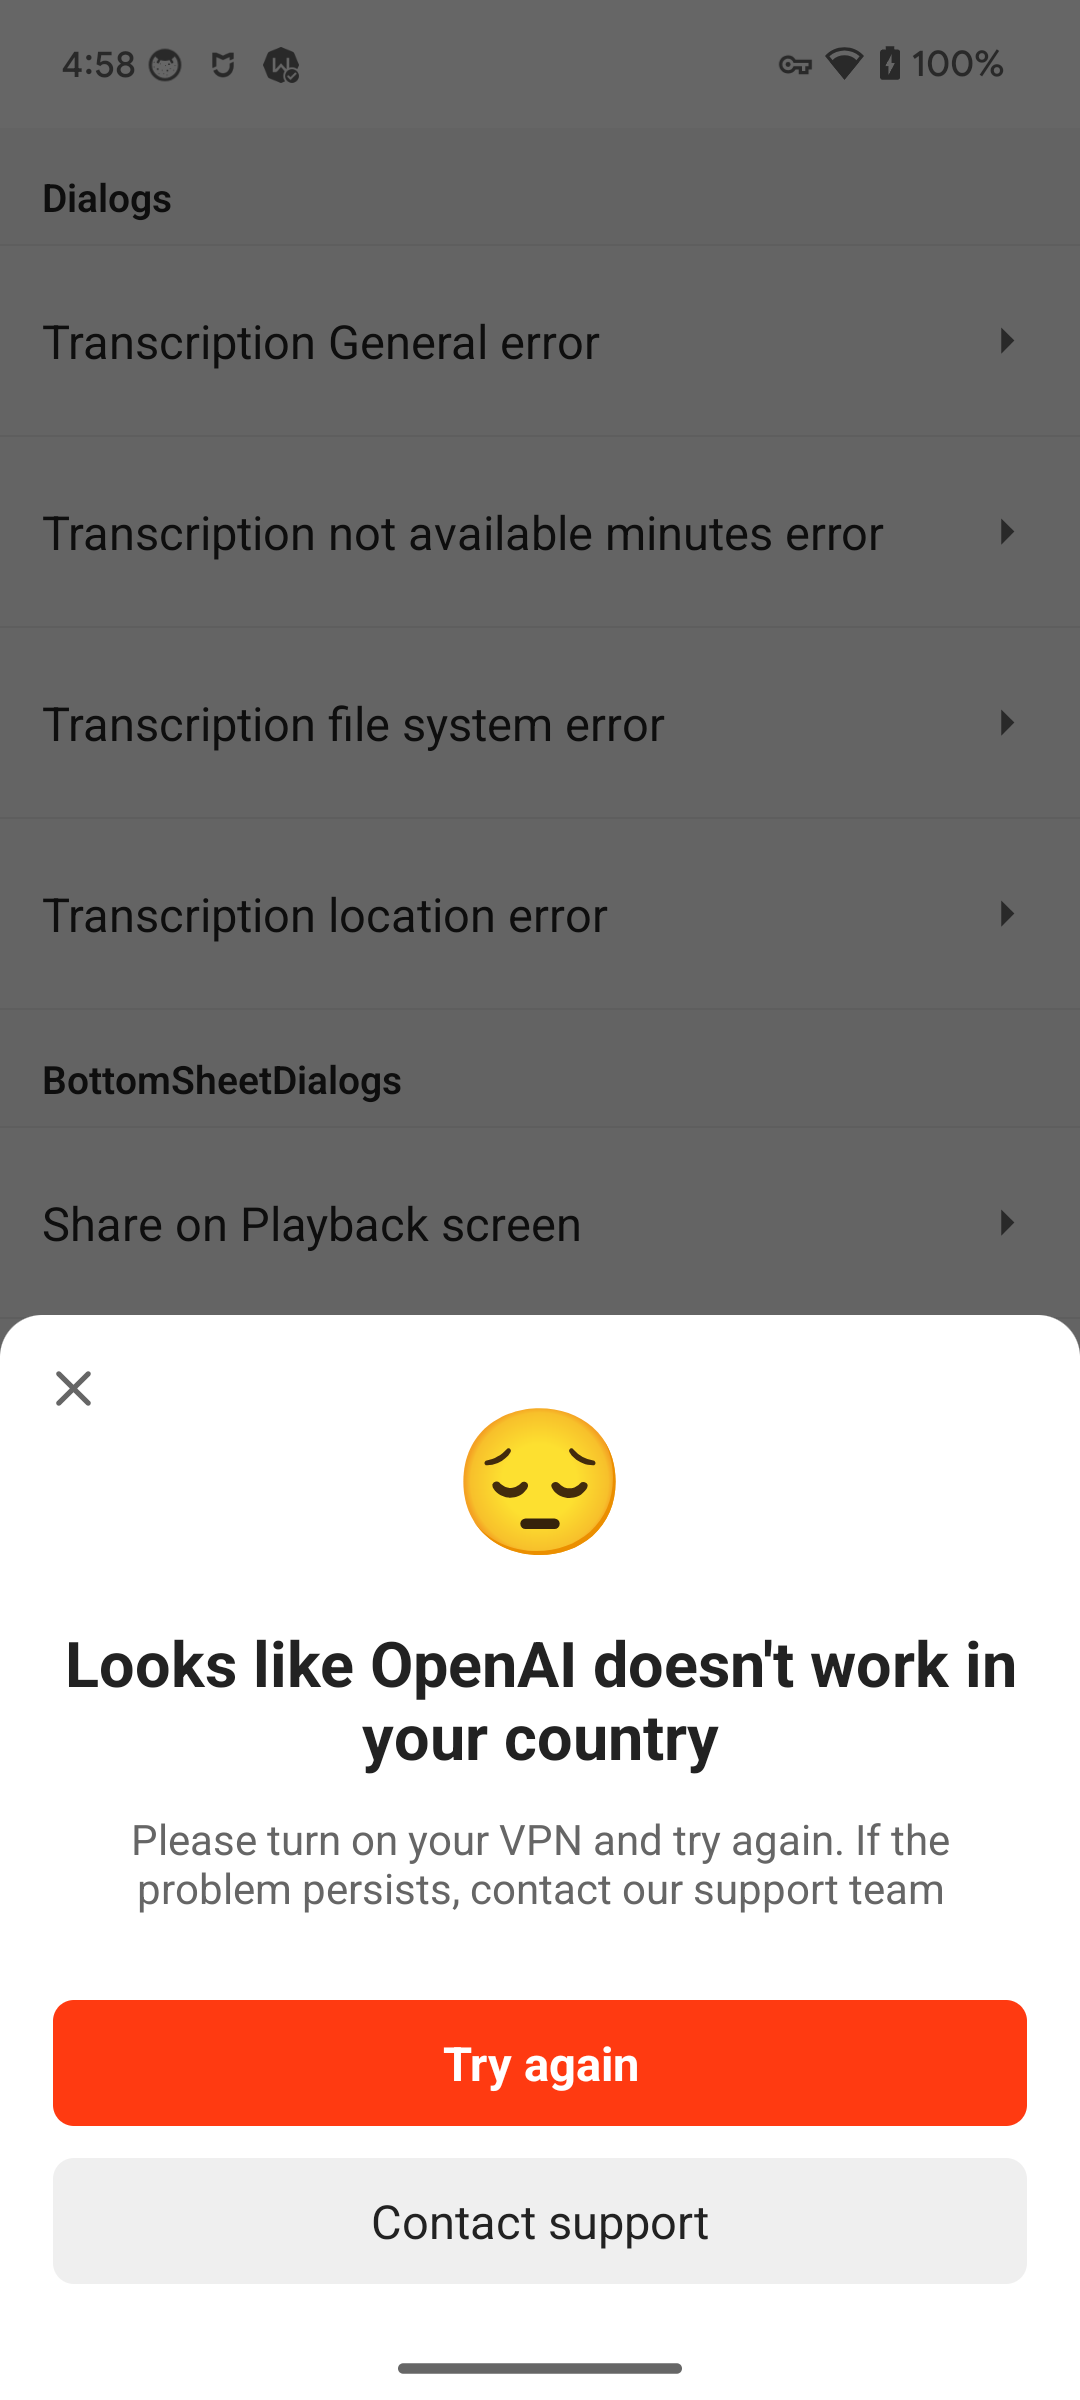 4:58
100%
Dialogs
Transcription General error
Transcription not available minutes error
Transcription file system error
Transcription location error
BottomSheetDialogs
Share on Playback screen
Looks like OpenAI doesn't work in
your country
Please turn on your VPN and try again. If the
problem persists, contact our support team
Try again
Contact support